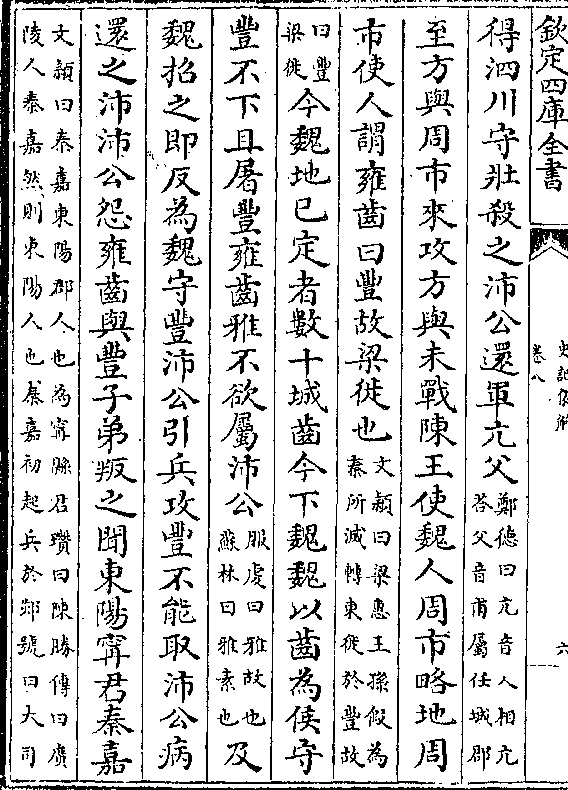 欽定四庫全書
史記集解
卷八
六
得泗川守壯殺之沛公還軍亢父鄭德曰亢音人相亢
荅父音甫屬任城郡
至方與周市來攻方與未戰陳王使魏人周市略地周
市使人謂雍齒曰豐故梁徙也文穎曰梁惠王孫假為
秦所滅轉東徙於豐故
曰豐
梁徙今魏地已定者數十城齒今下魏魏以齒為侯守
豐不下且屠豐雍齒雅不欲屬沛公服虔曰雅故也
蘇林曰雅素也及
魏招之即反為魏守豐沛公引兵攻豐不能取沛公病
還之沛沛公怨雍齒與豐子弟叛之聞東陽甯君秦嘉
文穎曰秦嘉東陽郡人也為甯縣君瓚曰陳勝傳曰廣
陵人秦嘉然則東陽人也秦嘉初起兵於郯號曰大司